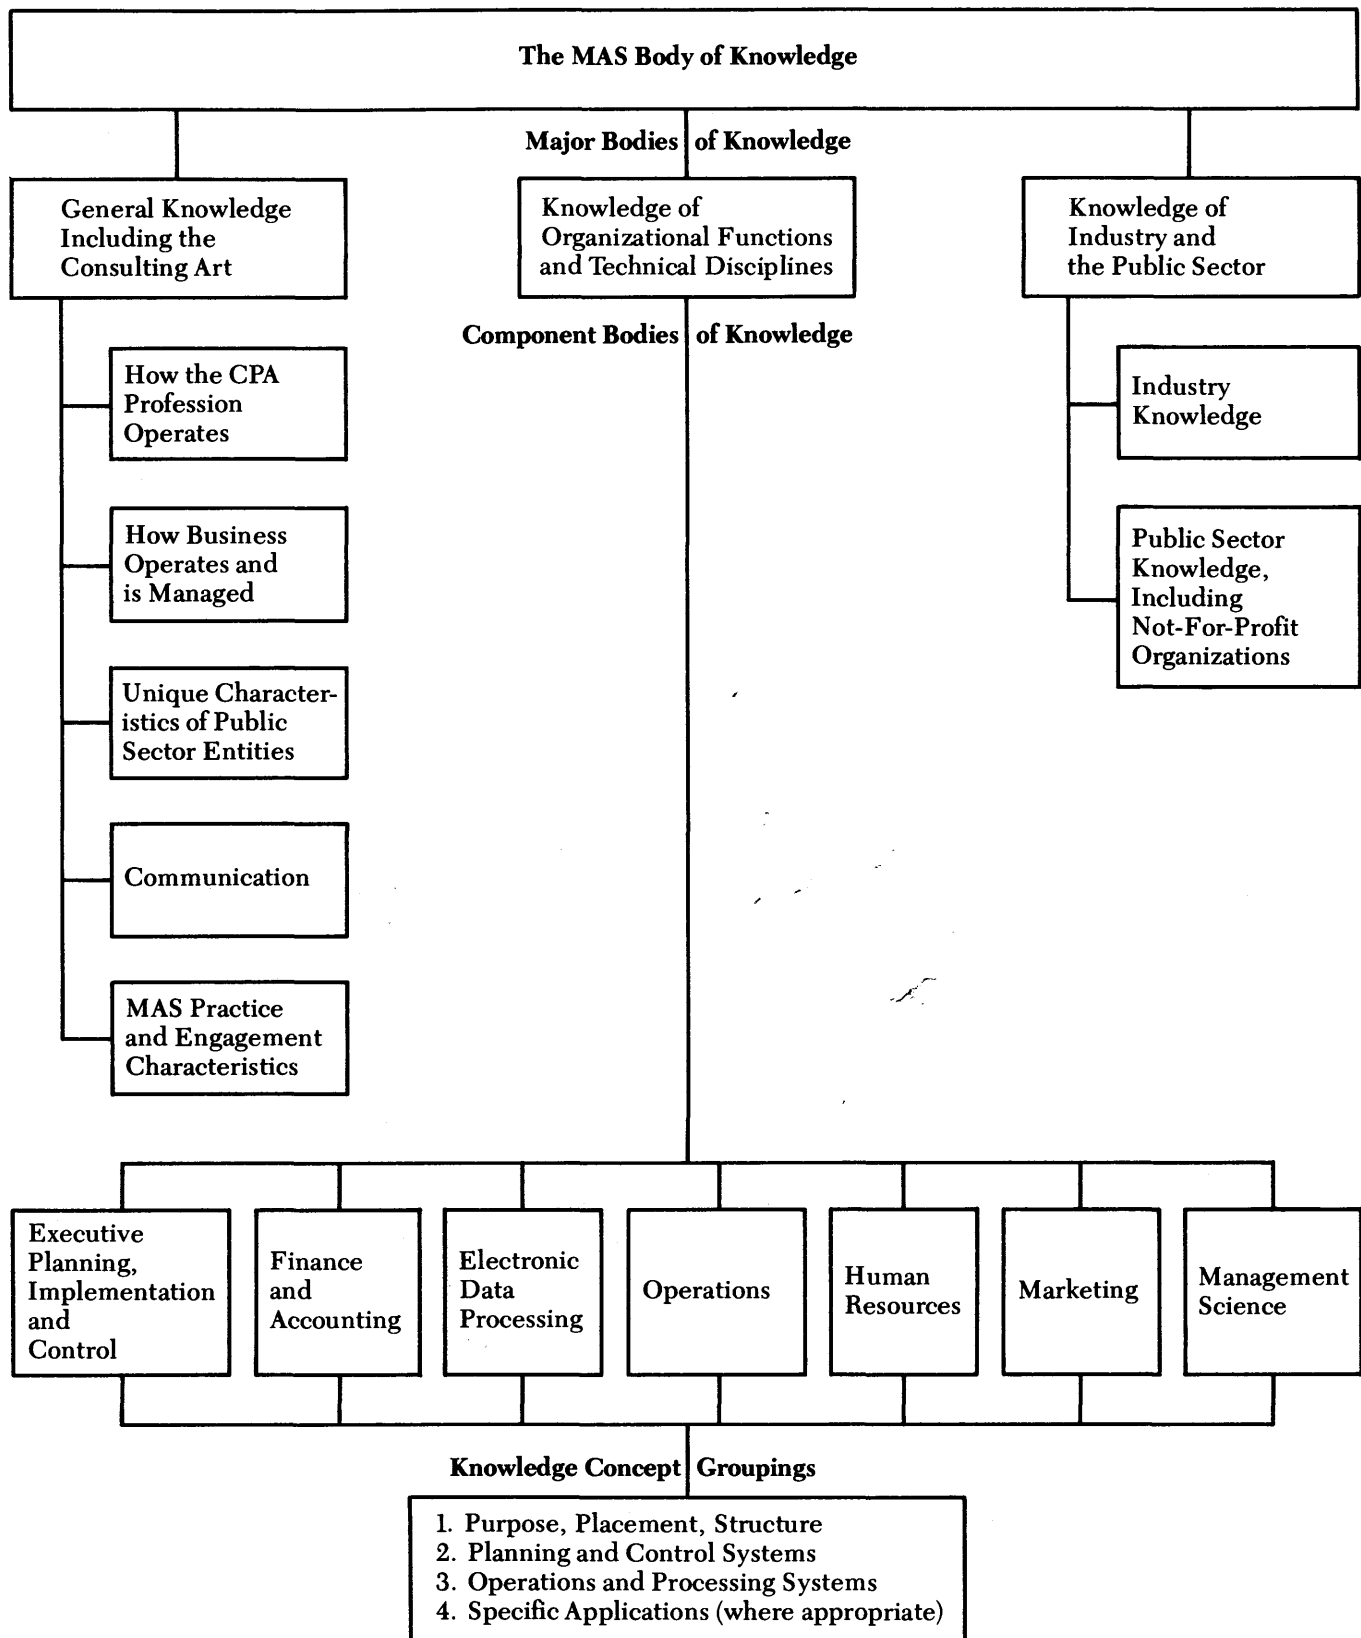 The MAS Body of Knowledge
Major Bodies of Knowledge
General Knowledge
Including the
Consulting Art
Knowledge of
Organizational Functions
and Technical Disciplines
Knowledge of
Industry and
the Public Sector
Component Bodies of Knowledge
How the CPA
Profession
Operates
How Business
Operates and
is Managed
Unique Character-
istics of Public
Sector Entities
Communication
MAS Practice
and Engagement
Characteristics
Industry
Knowledge
Public Sector
Knowledge,
Including
Not-For-Profit
Organizations
Executive
Planning,
Implementation
and
Control
Finance
and
Accounting
Electronic
Data
Processing
Operations
Human
Resources
Marketing
Management
Science
Knowledge Concept Groupings
1. Purpose, Placement, Structure
2. Planning and Control Systems
3. Operations and Processing Systems
4. Specific Applications (where appropriate)